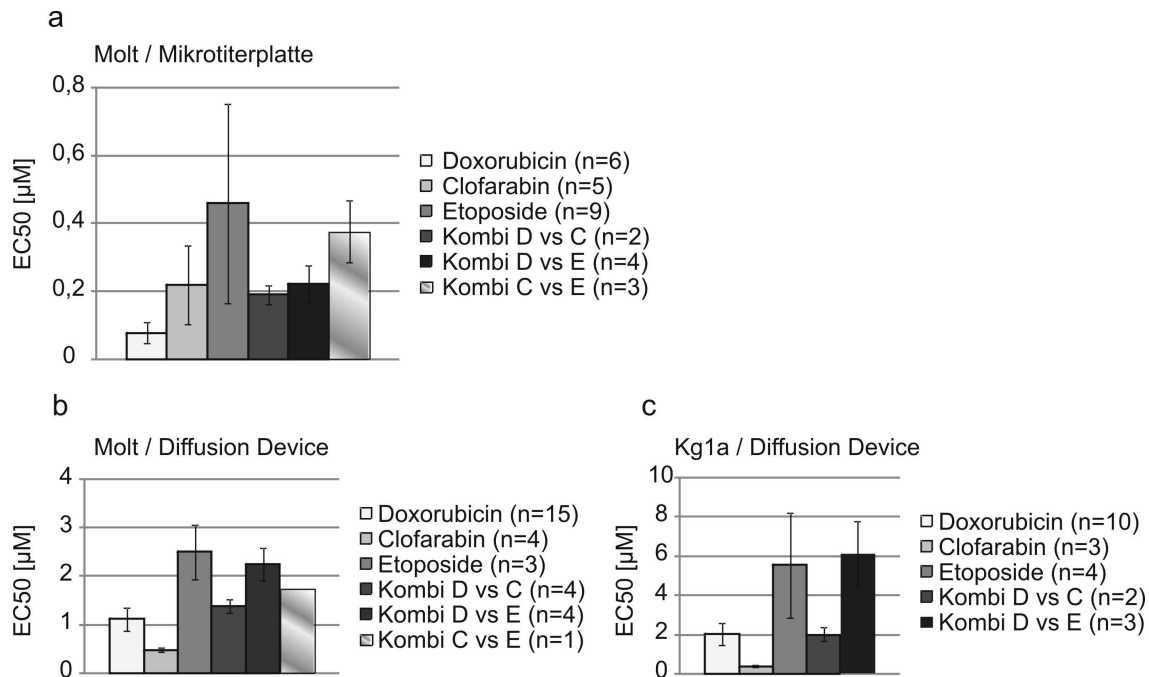 a
Molt / Mikrotiterplatte
0,8
0,6
0,4
0,2
0
EC50 [µM]
Doxorubicin (n=6)
Clofarabin (n=5)
Etoposide (n=9)
Kombi D vs C (n=2)
Kombi D vs E (n=4)
Kombi C vs E (n=3)
b
Molt / Diffusion Device
4
3
2
1
0
EC50 [µM]
Doxorubicin (n=15)
Clofarabin (n=4)
Etoposide (n=3)
Kombi D vs C (n=4)
Kombi D vs E (n=4)
Kombi C vs E (n=1)
c
Kg1a / Diffusion Device
10
8
6
4
2
0
EC50 [µM]
Doxorubicin (n=10)
Clofarabin (n=3)
Etoposide (n=4)
Kombi D vs C (n=2)
Kombi D vs E (n=3)